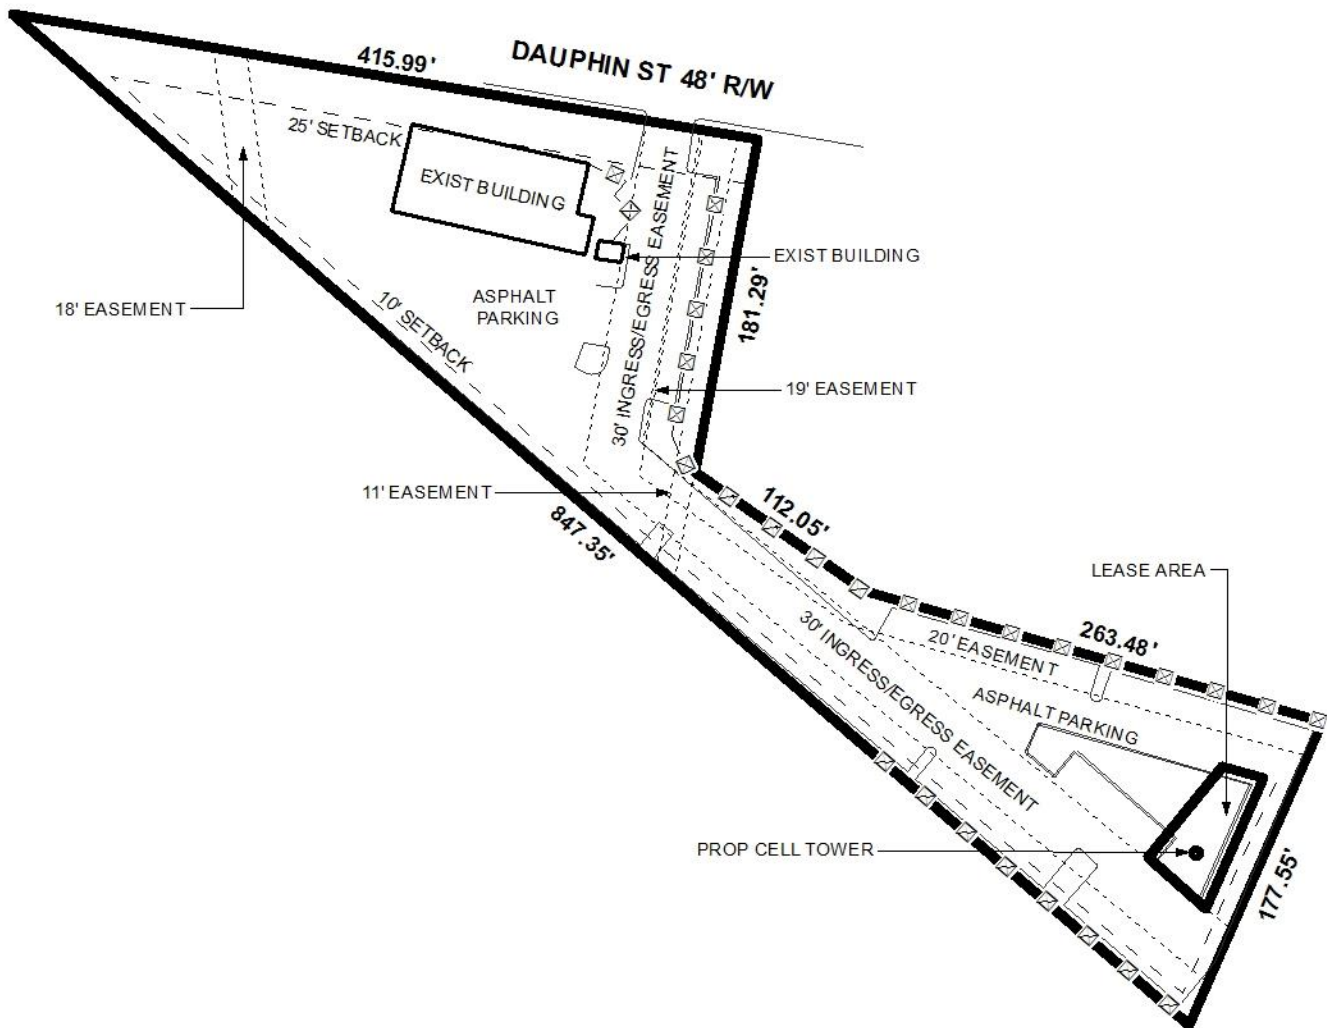 415.99'
DAUPHIN ST 48' R/W
25' SETBACK
EXIST BUILDING
30' INGRESS/EGRESS EASEMENT
EXIST BUILDING
18' EASEMENT
10' SETBACK
ASPHALT
PARKING
181.29'
19' EASEMENT
11' EASEMENT
847.35'
112.05'
LEASE AREA
263.48'
20' EASEMENT
30' INGRESS/EGRESS EASEMENT
ASPHALT PARKING
PROP CELL TOWER
177.55'